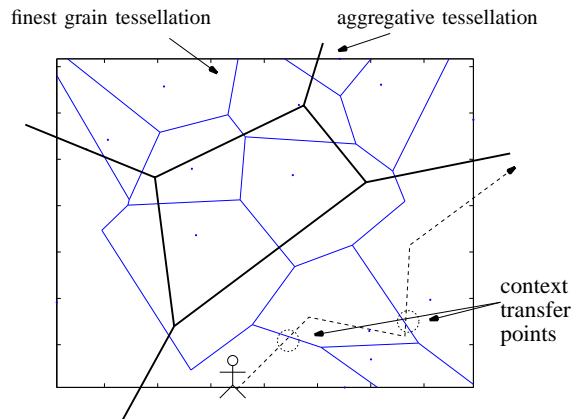 finest grain tessellation
aggregative tessellation
context
transfer
points